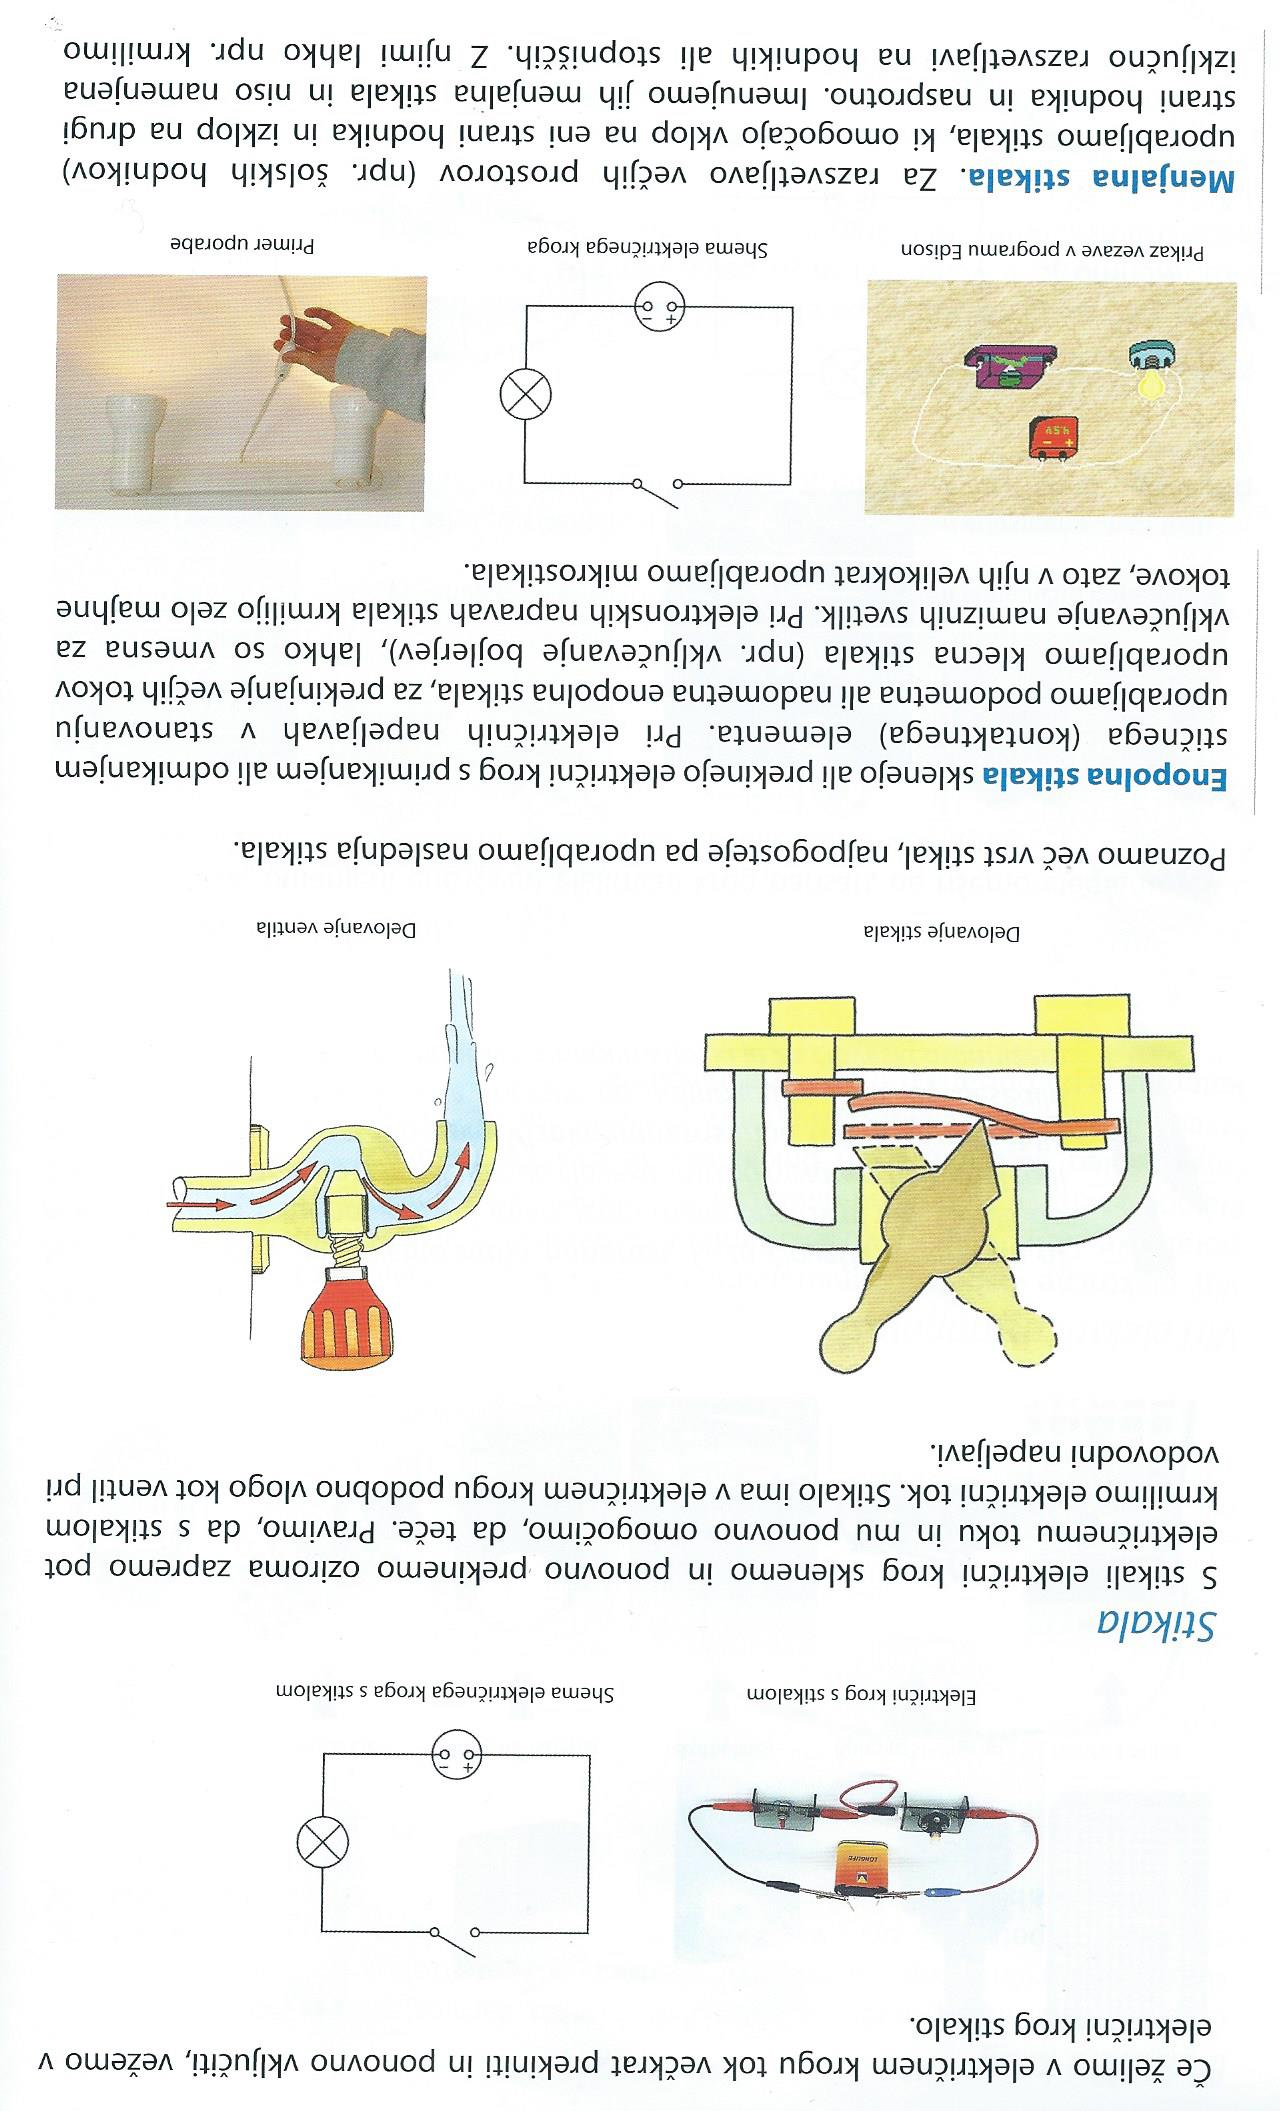 Če želimo v električnem krogu tok večkrat prekiniti in ponovno vključiti, vežemo v
električni krog stikalo.
LONGLIFE
+
−
Električni krog s stikalom
Shema električnega kroga s stikalom
Stikala
S stikali električni krog sklenemo in ponovno prekinemo oziroma zapremo pot
električnemu toku in mu ponovno omogočimo, da teče. Pravimo, da s stikalom
krmilimo električni tok. Stikalo ima v električnem krogu podobno vlogo kot ventil pri
vodovodni napeljavi.
Delovanje stikala
Delovanje ventila
Poznamo več vrst stikal, najpogosteje pa uporabljamo naslednja stikala.
Enopolna stikala sklenejo ali prekinejo električni krog s primikanjem ali odmikanjem
stičnega (kontaktnega) elementa. Pri električnih napeljavah v stanovanju
uporabljamo podometna ali nadometna enopolna stikala, za prekinjanje večjih tokov
uporabljamo klecna stikala (npr. vključevanje bojlerjev), lahko so vmesna za
vključevanje namiznih svetilk. Pri elektronskih napravah stikala krmilijo zelo majhne
tokove, zato v njih velikokrat uporabljamo mikrostikala.
+ −
4.5V
+
−
Prikaz vezave v programu Edison
Shema električnega kroga
Primer uporabe
Menjalna stikala. Za razsvetljavo večjih prostorov (npr. šolskih hodnikov)
uporabljamo stikala, ki omogočajo vklop na eni strani hodnika in izklop na drugi
strani hodnika in nasprotno. Imenujemo jih menjalna stikala in niso namenjena
izključno razsvetljavi na hodnikih ali stopniščih. Z njimi lahko npr. krmilimo